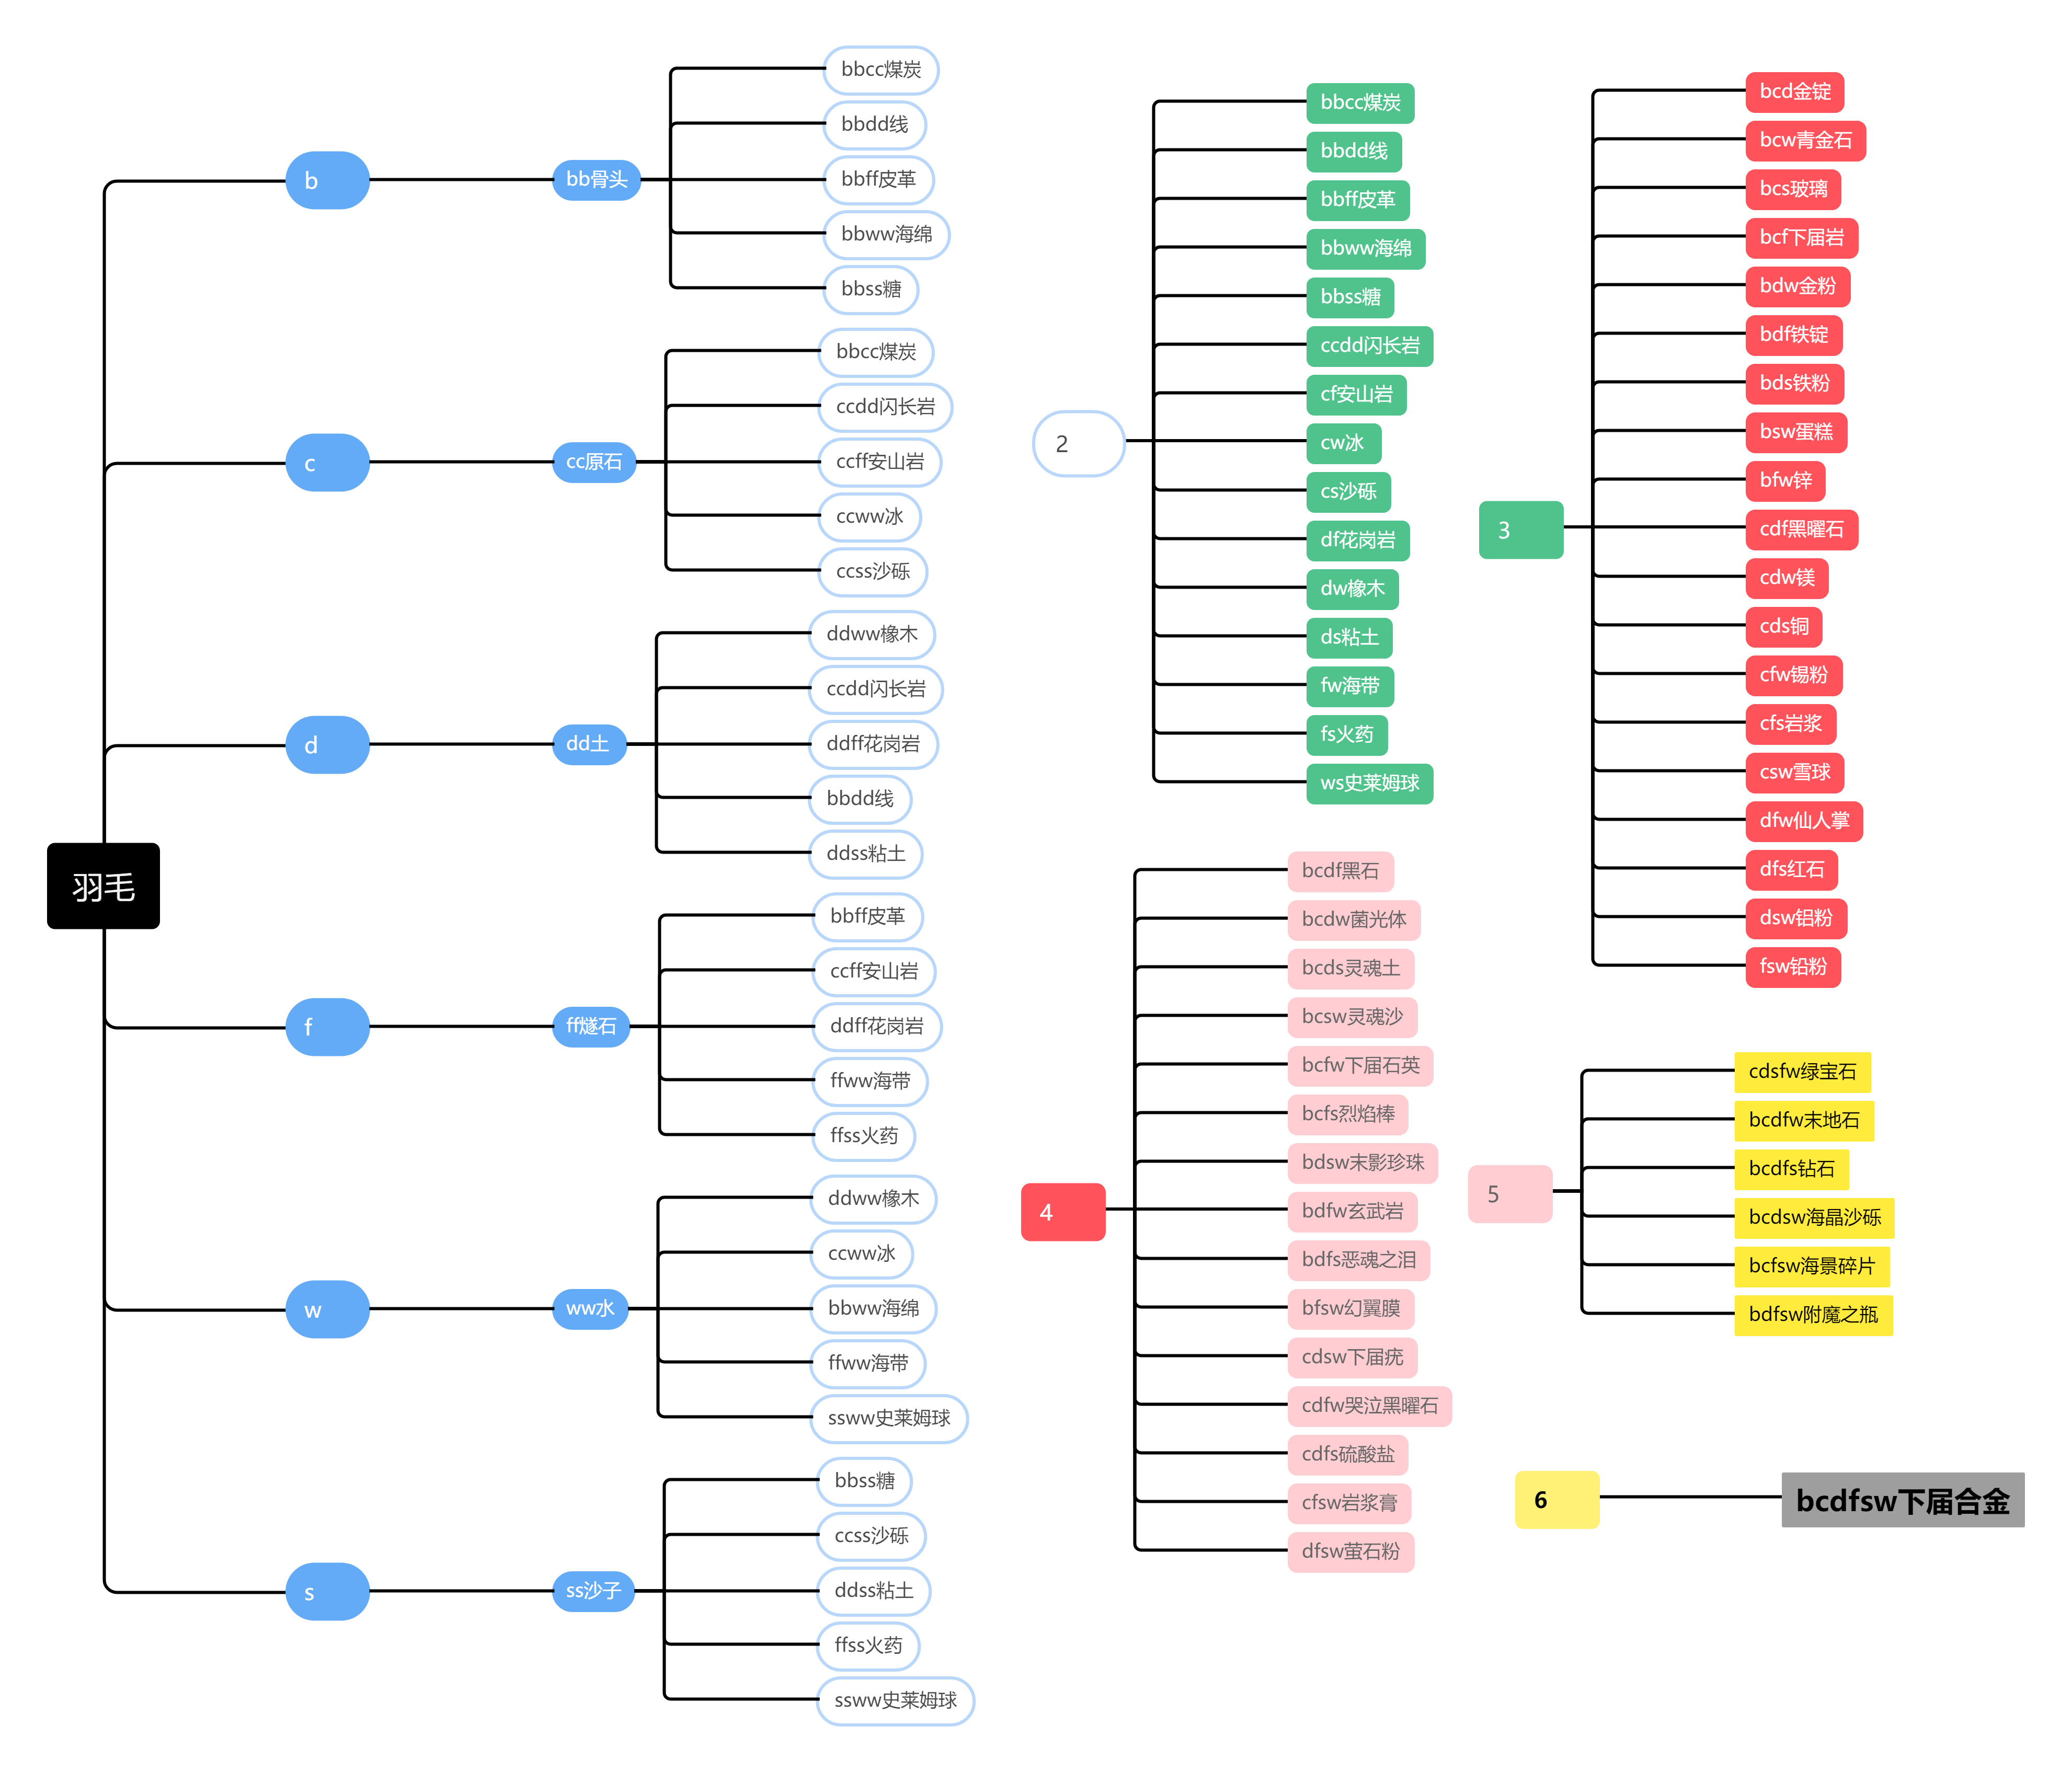 羽毛
b
bb骨头
bbcc煤炭
bbdd线
bbff皮革
bbww海绵
bbss糖
c
cc原石
bbcc煤炭
ccdd闪长岩
ccff安山岩
ccww冰
ccss沙砾
d
dd土
ddww橡木
ccdd闪长岩
ddff花岗岩
bbdd线
ddss粘土
f
ff燧石
bbff皮革
ccff安山岩
ddff花岗岩
ffww海带
ffss火药
w
ww水
ddww橡木
ccww冰
bbww海绵
ffww海带
ssww史莱姆球
s
ss沙子
bbss糖
ccss沙砾
ddss粘土
ffss火药
ssww史莱姆球
2
bbcc煤炭
bbdd线
bbff皮革
bbww海绵
bbss糖
ccdd闪长岩
cf安山岩
cw冰
cs沙砾
df花岗岩
dw橡木
ds粘土
fw海带
fs火药
ws史莱姆球
3
bcd金锭
bcw青金石
bcs玻璃
bcf下届岩
bdw金粉
bdf铁锭
bds铁粉
bsw蛋糕
bfw锌
cdf黑曜石
cdw镁
cds铜
cfw锡粉
cfs岩浆
csw雪球
dfw仙人掌
dfs红石
dsw铝粉
fsw铅粉
4
bcdf黑石
bcdw菌光体
bcds灵魂土
bcsw灵魂沙
bcfw下届石英
bcfs烈焰棒
bdsw末影珍珠
bdfw玄武岩
bdfs恶魂之泪
bfsw幻翼膜
cdsw下届疣
cdfw哭泣黑曜石
cdfs硫酸盐
cfsw岩浆膏
dfsw萤石粉
5
cdsfw绿宝石
bcdfw末地石
bcdfs钻石
bcdsw海晶沙砾
bcfsw海景碎片
bdfsw附魔之瓶
6
bcdfsw下届合金